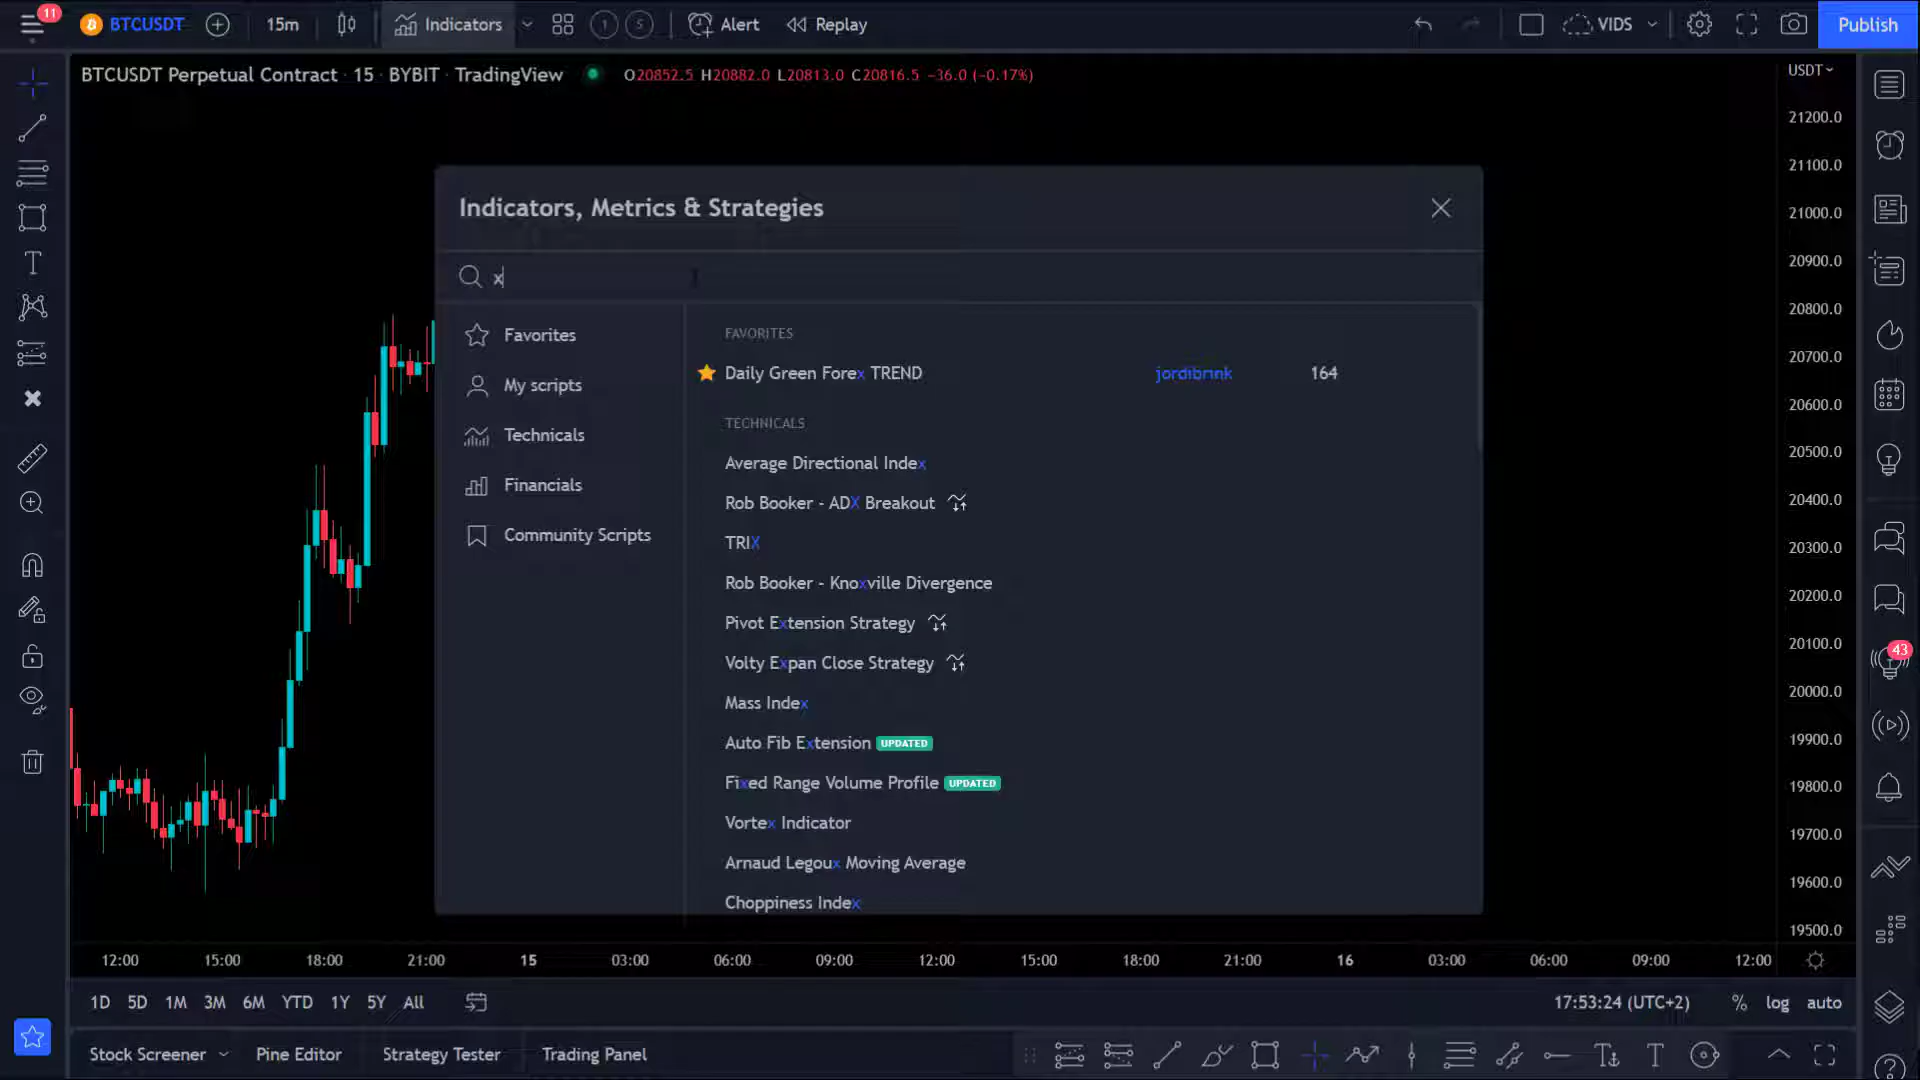 11
BTCUSDT
15m
Indicators
1
S
Alert
Replay
VIDS
Publish
BTCUSDT Perpetual Contract · 15 · BYBIT · TradingView
O20852.5 H20882.0 L20813.0 C20816.5 −36.0 (−0.17%)
USDT
21200.0
21100.0
21000.0
20900.0
20800.0
20700.0
20600.0
20500.0
20400.0
20300.0
20200.0
20100.0
20000.0
19900.0
19800.0
19700.0
19600.0
19500.0
Indicators, Metrics & Strategies
x
Favorites
My scripts
Technicals
Financials
Community Scripts
FAVORITES
Daily Green Forex TREND
jordibrink
164
TECHNICALS
Average Directional Index
Rob Booker - ADX Breakout
TRIX
Rob Booker - Knoxville Divergence
Pivot Extension Strategy
Volty Expan Close Strategy
Mass Index
Auto Fib Extension UPDATED
Fixed Range Volume Profile UPDATED
Vortex Indicator
Arnaud Legoux Moving Average
Choppiness Index
43
12:00 15:00 18:00 21:00 15 03:00 06:00 09:00 12:00 15:00 18:00 21:00 16 03:00 06:00 09:00 12:00
1D 5D 1M 3M 6M YTD 1Y 5Y All
17:53:24 (UTC+2)
% log auto
Stock Screener
Pine Editor
Strategy Tester
Trading Panel